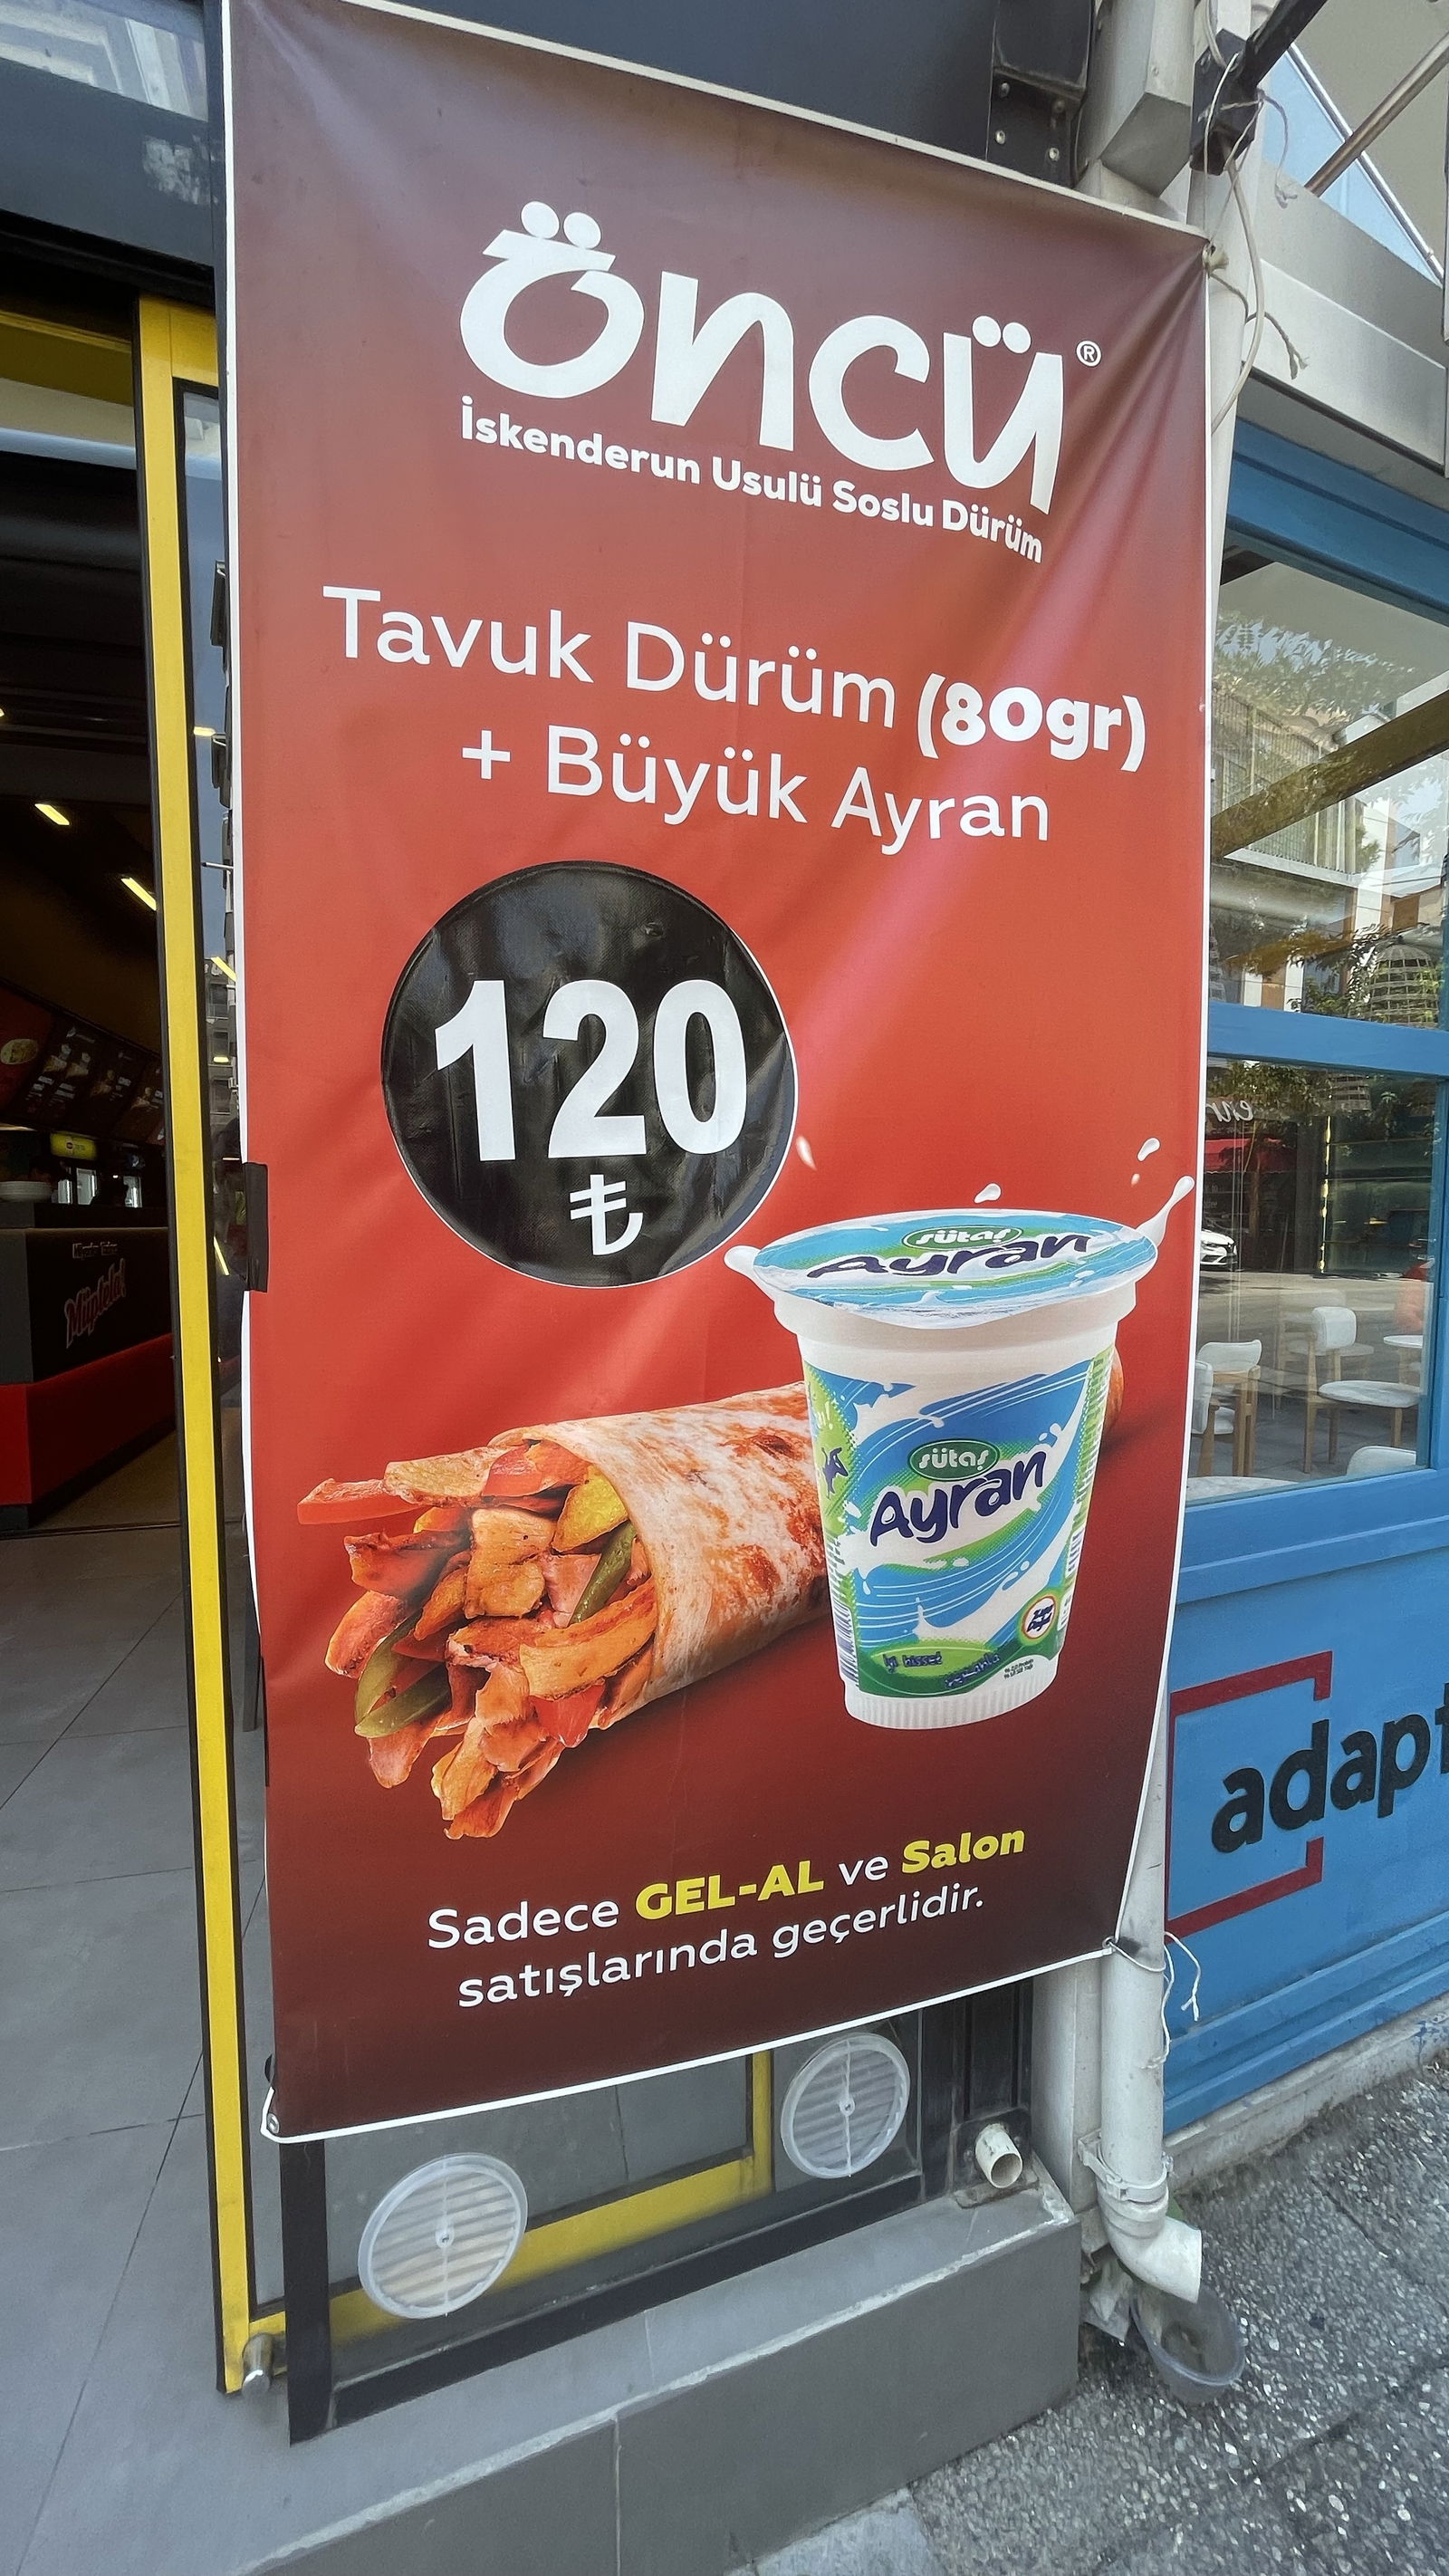 öncü®
İskenderun Usulü Soslu Dürüm
Tavuk Dürüm (80gr)
+ Büyük Ayran
120
₺
sütaş
Ayran
sütaş
Ayran
Sadece GEL-AL ve Salon
satışlarında geçerlidir.
Müptela!
adapt